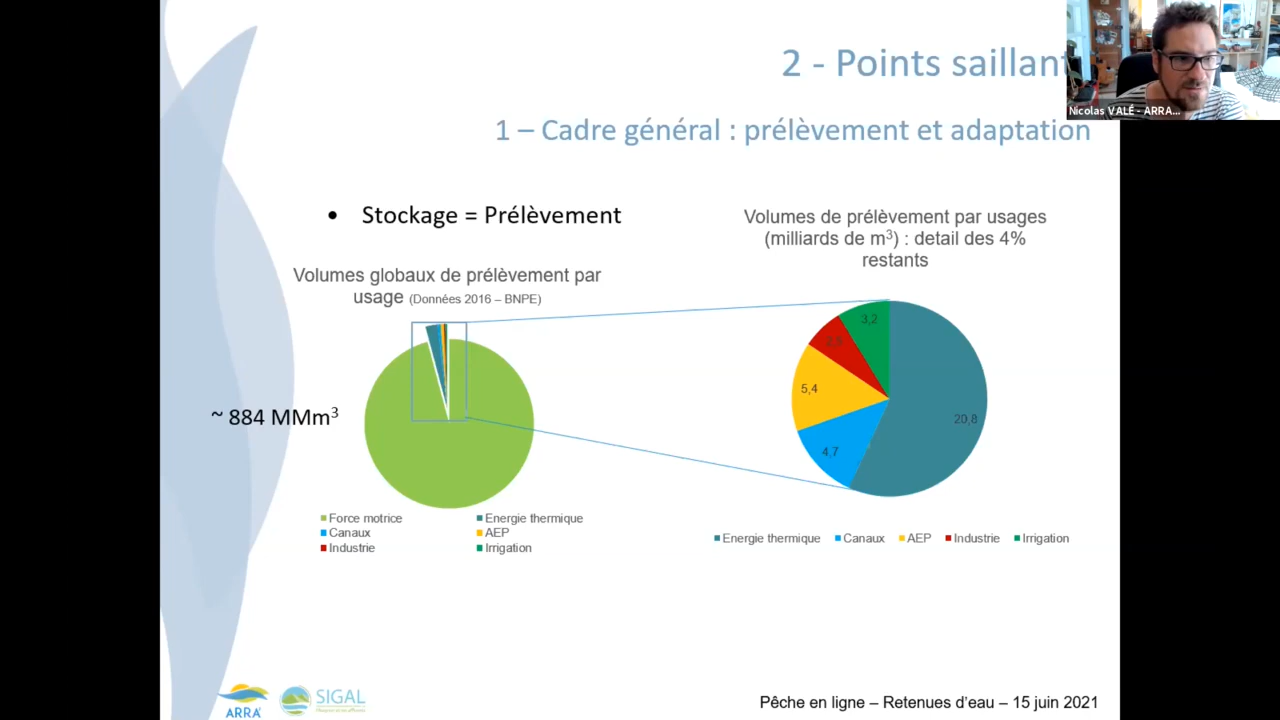 2 - Points saillant
1 – Cadre général : prélèvement et adaptation
Nicolas VALÉ - ARRA...
• Stockage = Prélèvement
Volumes globaux de prélèvement par
usage (Données 2016 – BNPE)
~ 884 MMm³
Force motrice
Energie thermique
Canaux
AEP
Industrie
Irrigation
Volumes de prélèvement par usages
(milliards de m³) : detail des 4%
restants
3,2
5,4
20,8
4,7
Energie thermique Canaux AEP Industrie Irrigation
ARRA²
SIGAL
Pêche en ligne – Retenues d'eau – 15 juin 2021